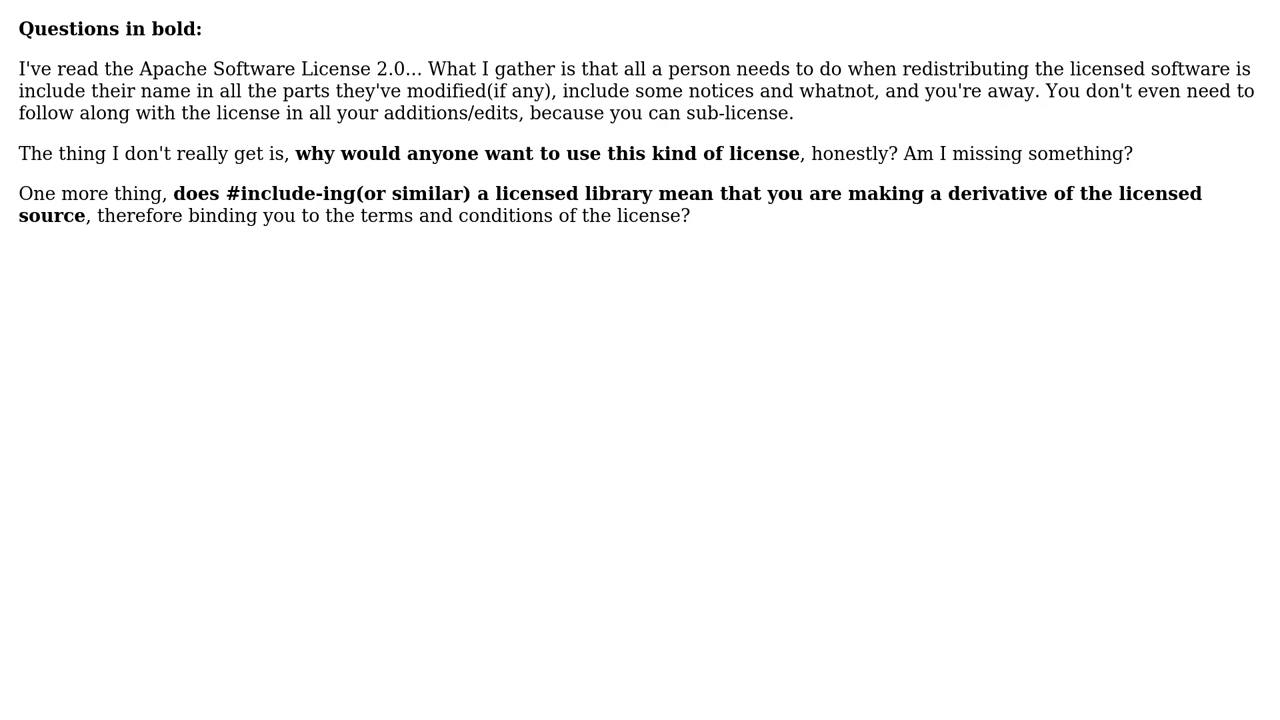 Questions in bold:
I've read the Apache Software License 2.0... What I gather is that all a person needs to do when redistributing the licensed software is
include their name in all the parts they've modified(if any), include some notices and whatnot, and you're away. You don't even need to
follow along with the license in all your additions/edits, because you can sub-license.
The thing I don't really get is, why would anyone want to use this kind of license, honestly? Am I missing something?
One more thing, does #include-ing(or similar) a licensed library mean that you are making a derivative of the licensed
source, therefore binding you to the terms and conditions of the license?